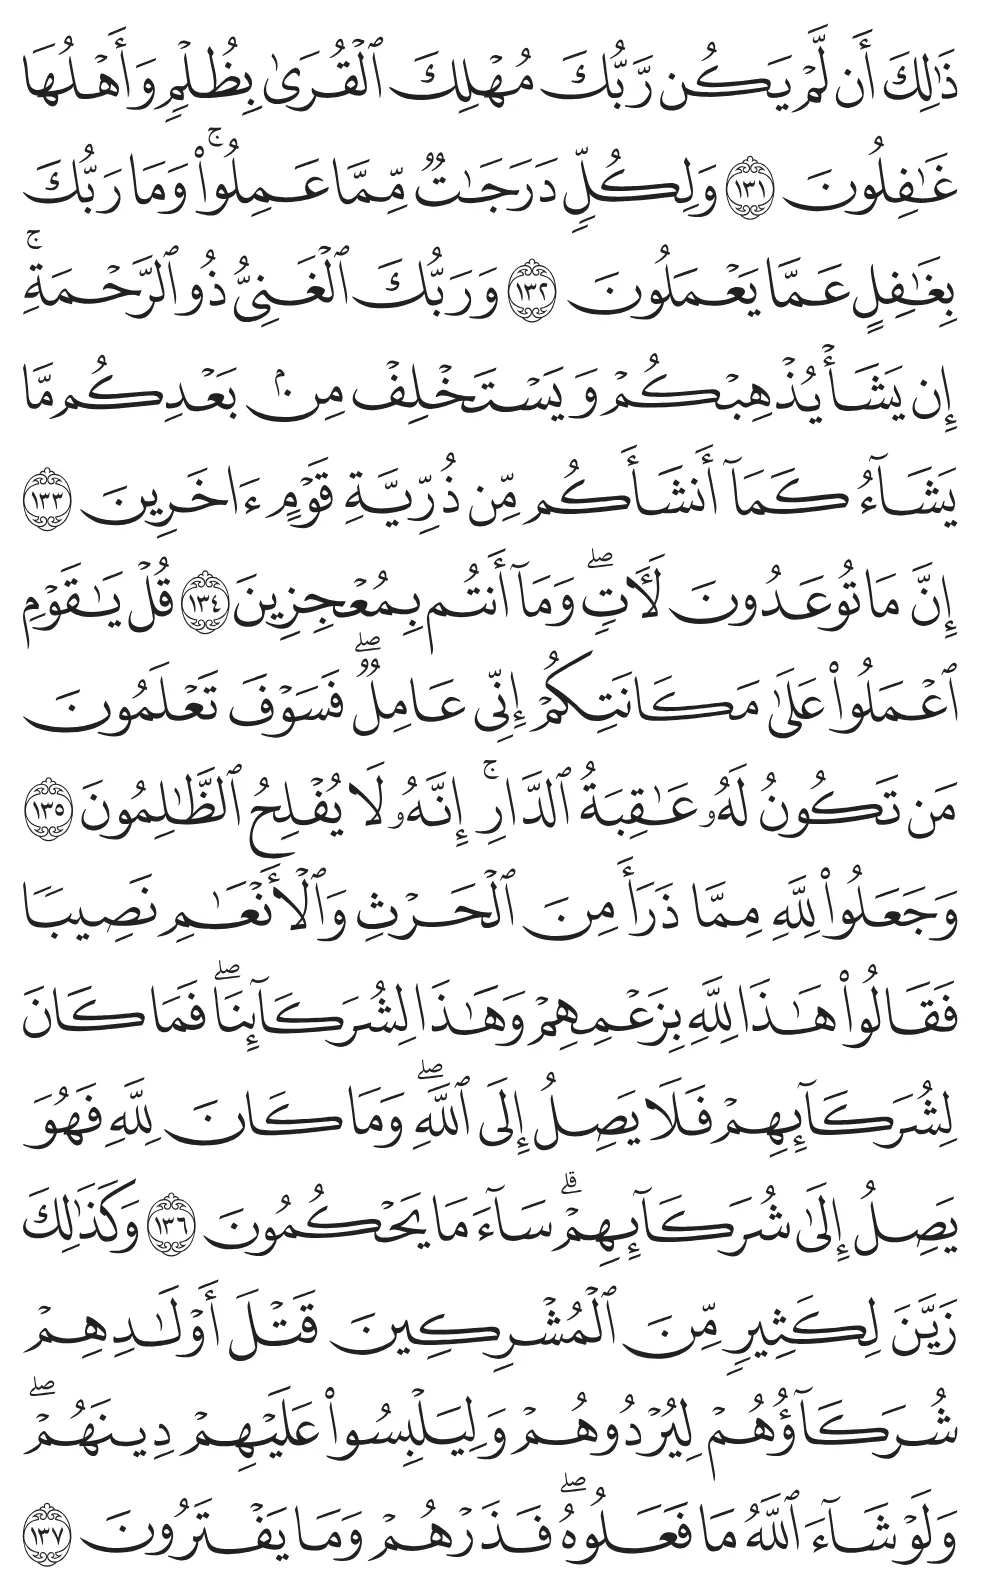 ذَٰلِكَ أَن لَّمْ يَكُن رَّبُّكَ مُهْلِكَ ٱلْقُرَىٰ بِظُلْمٍ وَأَهْلُهَا
غَـٰفِلُونَ ١٣١ وَلِكُلٍّ دَرَجَـٰتٌ مِّمَّا عَمِلُوا۟ ۚ وَمَا رَبُّكَ
بِغَـٰفِلٍ عَمَّا يَعْمَلُونَ ١٣٢ وَرَبُّكَ ٱلْغَنِىُّ ذُو ٱلرَّحْمَةِ ۚ
إِن يَشَأْ يُذْهِبْكُمْ وَيَسْتَخْلِفْ مِنۢ بَعْدِكُم مَّا
يَشَآءُ كَمَآ أَنشَأَكُم مِّن ذُرِّيَّةِ قَوْمٍ ءَاخَرِينَ ١٣٣
إِنَّ مَا تُوعَدُونَ لَـَٔاتٍ ۖ وَمَآ أَنتُم بِمُعْجِزِينَ ١٣٤ قُلْ يَـٰقَوْمِ
ٱعْمَلُوا۟ عَلَىٰ مَكَانَتِكُمْ إِنِّى عَامِلٌ ۖ فَسَوْفَ تَعْلَمُونَ
مَن تَكُونُ لَهُۥ عَـٰقِبَةُ ٱلدَّارِ ۚ إِنَّهُۥ لَا يُفْلِحُ ٱلظَّـٰلِمُونَ ١٣٥
وَجَعَلُوا۟ لِلَّهِ مِمَّا ذَرَأَ مِنَ ٱلْحَرْثِ وَٱلْأَنْعَـٰمِ نَصِيبًا
فَقَالُوا۟ هَـٰذَا لِلَّهِ بِزَعْمِهِمْ وَهَـٰذَا لِشُرَكَآئِنَا ۖ فَمَا كَانَ
لِشُرَكَآئِهِمْ فَلَا يَصِلُ إِلَى ٱللَّهِ ۖ وَمَا كَانَ لِلَّهِ فَهُوَ
يَصِلُ إِلَىٰ شُرَكَآئِهِمْ ۗ سَآءَ مَا يَحْكُمُونَ ١٣٦ وَكَذَٰلِكَ
زَيَّنَ لِكَثِيرٍ مِّنَ ٱلْمُشْرِكِينَ قَتْلَ أَوْلَـٰدِهِمْ
شُرَكَآؤُهُمْ لِيُرْدُوهُمْ وَلِيَلْبِسُوا۟ عَلَيْهِمْ دِينَهُمْ ۖ
وَلَوْ شَآءَ ٱللَّهُ مَا فَعَلُوهُ ۖ فَذَرْهُمْ وَمَا يَفْتَرُونَ ١٣٧